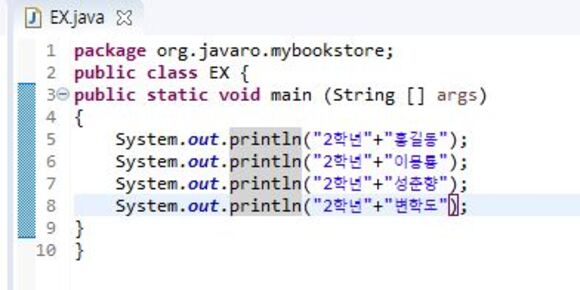 EX.java
1 package org.javaro.mybookstore;
2 public class EX {
3 public static void main (String [] args)
4 {
5 System.out.println("2학년"+"홍길동");
6 System.out.println("2학년"+"이몽룡");
7 System.out.println("2학년"+"성춘향");
8 System.out.println("2학년"+"변학도");
9 }
10 }